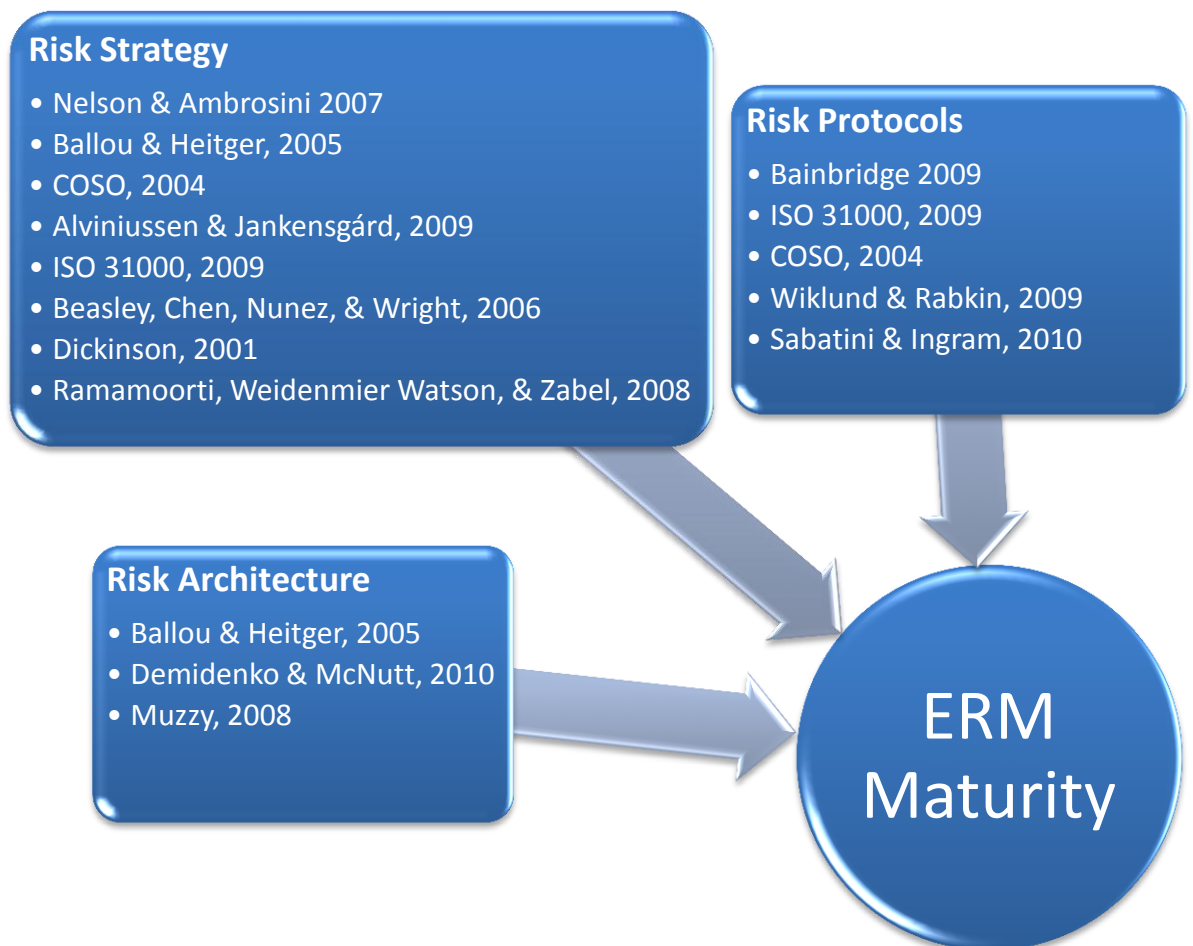 Risk Strategy
• Nelson & Ambrosini 2007
• Ballou & Heitger, 2005
• COSO, 2004
• Alviniussen & Jankensgárd, 2009
• ISO 31000, 2009
• Beasley, Chen, Nunez, & Wright, 2006
• Dickinson, 2001
• Ramamoorti, Weidenmier Watson, & Zabel, 2008
Risk Protocols
• Bainbridge 2009
• ISO 31000, 2009
• COSO, 2004
• Wiklund & Rabkin, 2009
• Sabatini & Ingram, 2010
Risk Architecture
• Ballou & Heitger, 2005
• Demidenko & McNutt, 2010
• Muzzy, 2008
ERM
Maturity